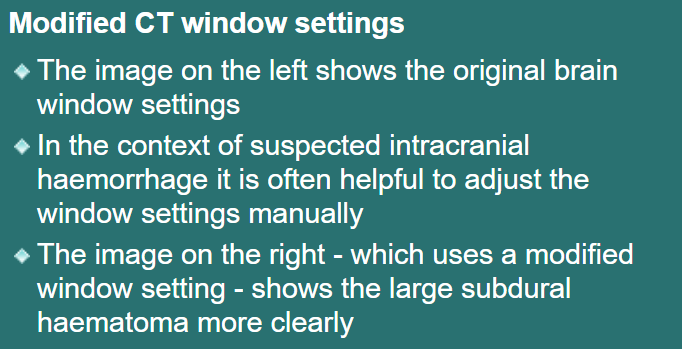 Modified CT window settings
The image on the left shows the original brain
window settings
In the context of suspected intracranial
haemorrhage it is often helpful to adjust the
window settings manually
The image on the right - which uses a modified
window setting - shows the large subdural
haematoma more clearly